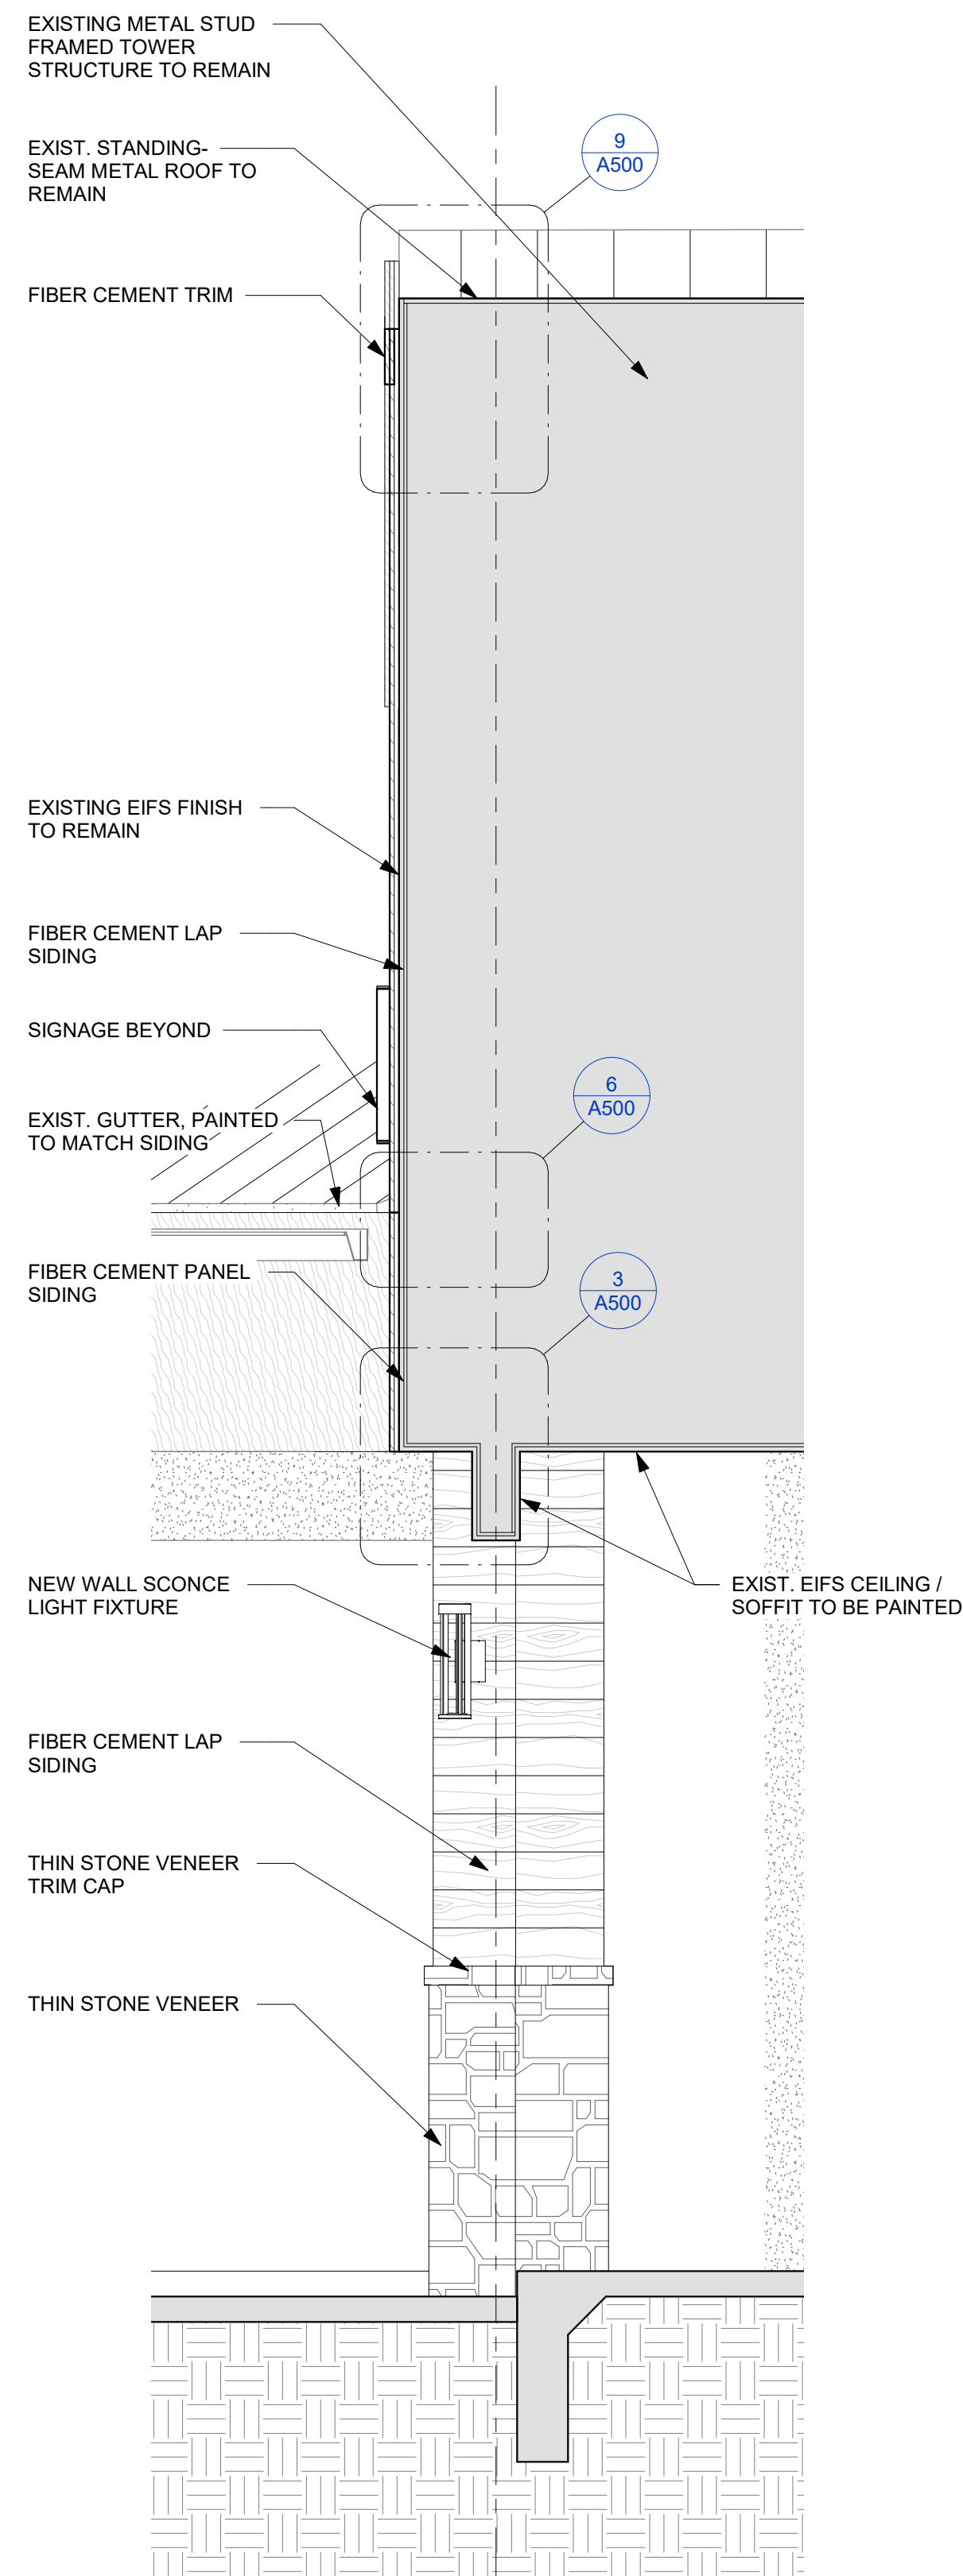 EXISTING METAL STUD
FRAMED TOWER
STRUCTURE TO REMAIN
9
A500
EXIST. STANDING-
SEAM METAL ROOF TO
REMAIN
FIBER CEMENT TRIM
EXISTING EIFS FINISH
TO REMAIN
FIBER CEMENT LAP
SIDING
SIGNAGE BEYOND
6
A500
EXIST. GUTTER, PAINTED
TO MATCH SIDING
3
A500
FIBER CEMENT PANEL
SIDING
NEW WALL SCONCE
LIGHT FIXTURE
EXIST. EIFS CEILING /
SOFFIT TO BE PAINTED
FIBER CEMENT LAP
SIDING
THIN STONE VENEER
TRIM CAP
THIN STONE VENEER